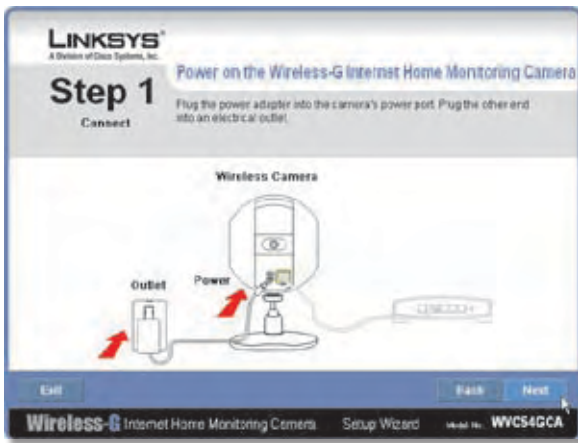 LINKSYS®
A Division of Cisco Systems, Inc.
Step 1
Connect
Power on the Wireless-G Internet Home Monitoring Camera
Plug the power adapter into the camera's power port. Plug the other end
into an electrical outlet.
Wireless Camera
Outlet
Power
Exit
Back
Next
Wireless-G Internet Home Monitoring Camera
Setup Wizard
Model No.
WVC54GCA